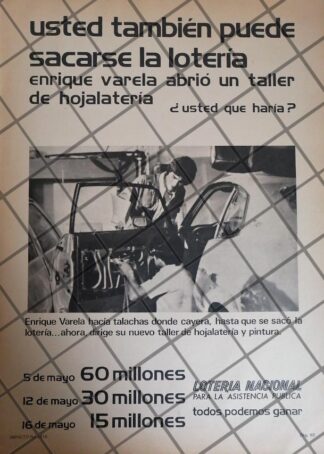 usted también puede
sacarse la lotería
enrique varela abrió un taller
de hojalatería
¿usted que haría?
Enrique Varela hacía talachas donde cayera, hasta que se sacó la
lotería...ahora, dirige su nuevo taller de hojalatería y pintura.
5 de mayo 60 millones
12 de mayo 30 millones
16 de mayo 15 millones
LOTERIA NACIONAL
PARA LA ASISTENCIA PUBLICA
todos podemos ganar